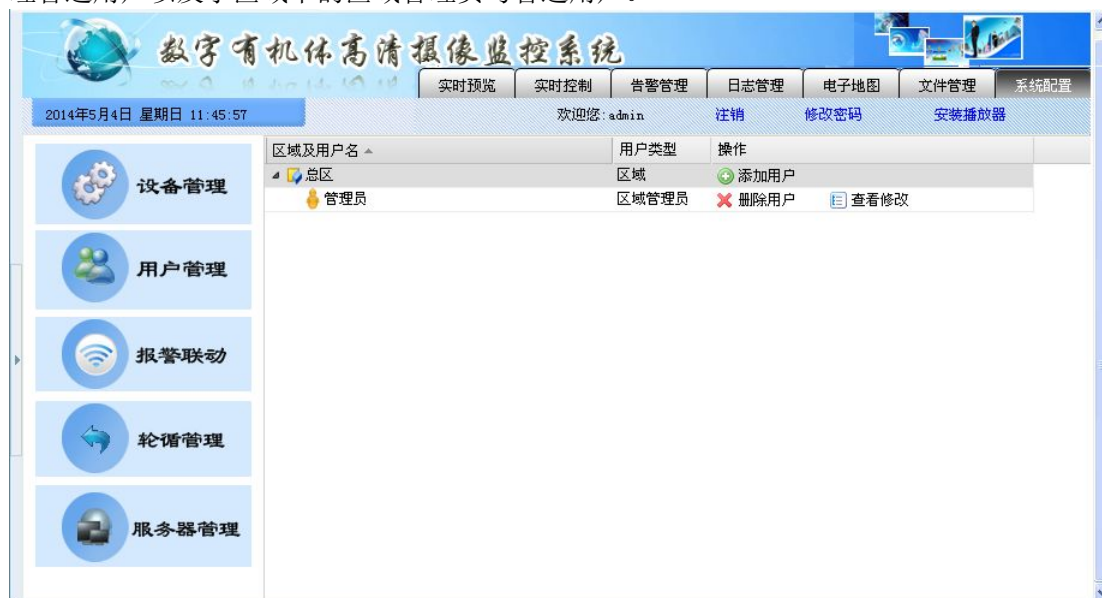 数字有机体高清摄像监控系统
实时预览 实时控制 告警管理 日志管理 电子地图 文件管理 系统配置
2014年5月4日 星期日 11:45:57 欢迎您:admin 注销 修改密码 安装播放器
区域及用户名 用户类型 操作
总区 区域 添加用户
管理员 区域管理员 删除用户 查看修改
设备管理
用户管理
报警联动
轮循管理
服务器管理